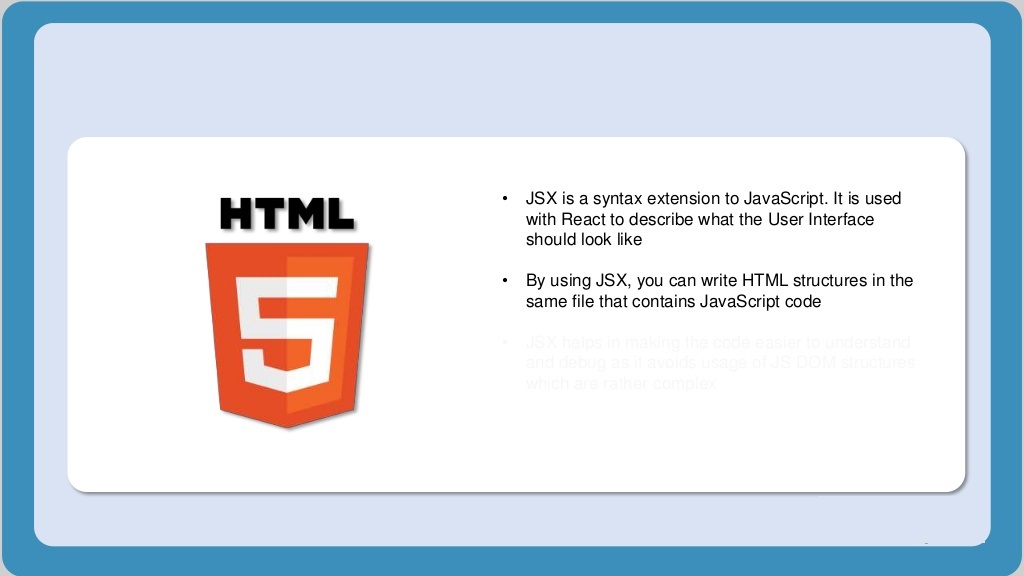 HTML
5
• JSX is a syntax extension to JavaScript. It is used
with React to describe what the User Interface
should look like
• By using JSX, you can write HTML structures in the
same file that contains JavaScript code
• JSX helps in making the code easier to understand
and debug as it avoids usage of JS DOM structures
which are rather complex